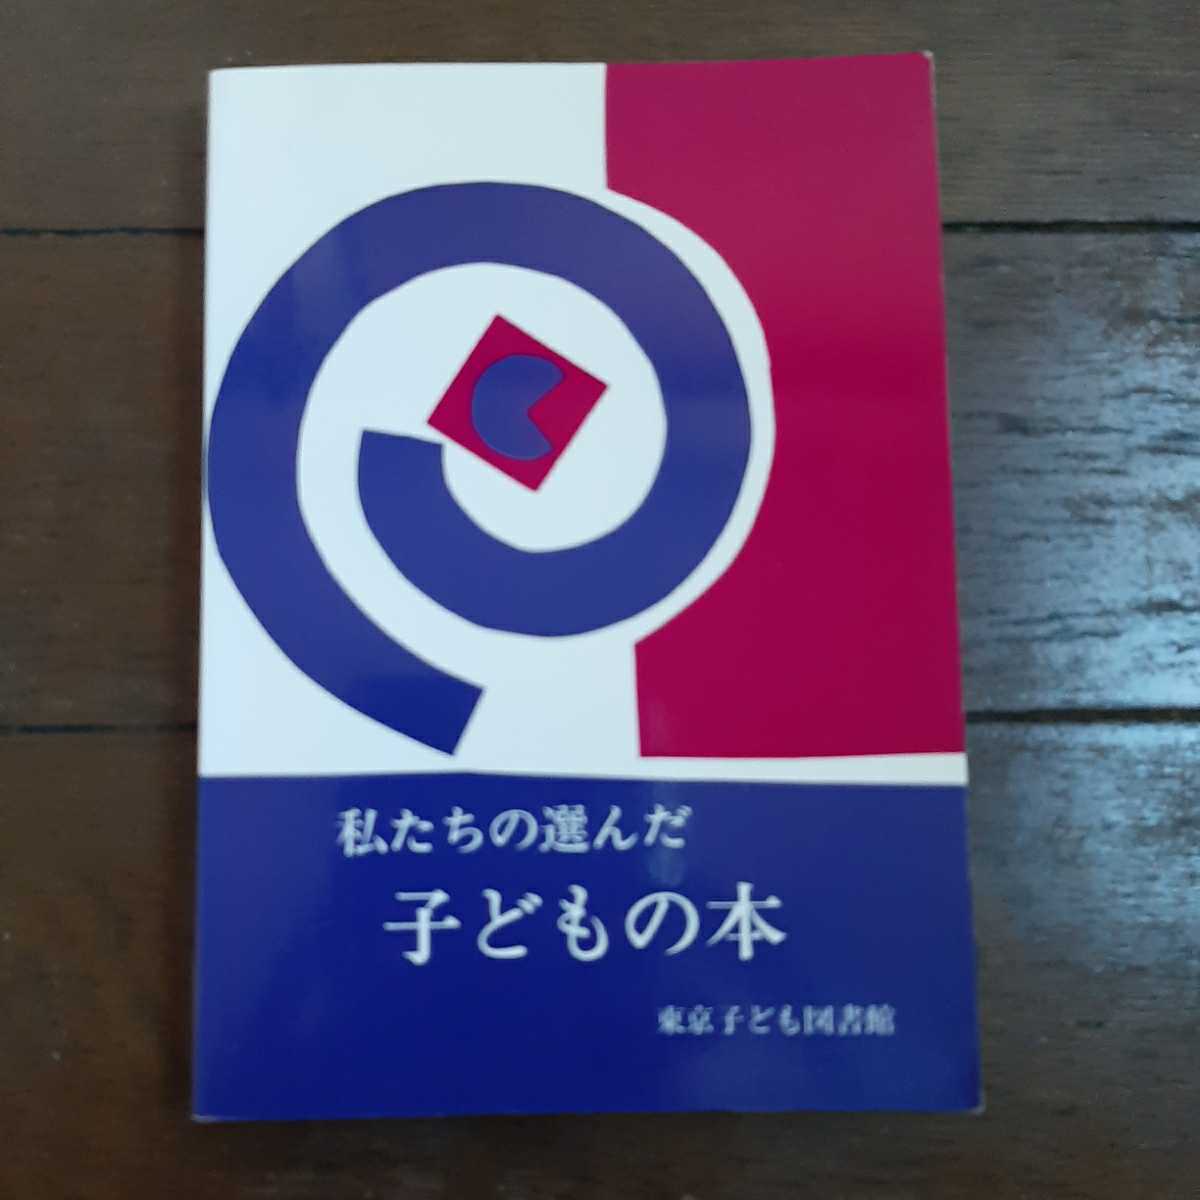 私たちの選んだ
子どもの本
東京子ども図書館